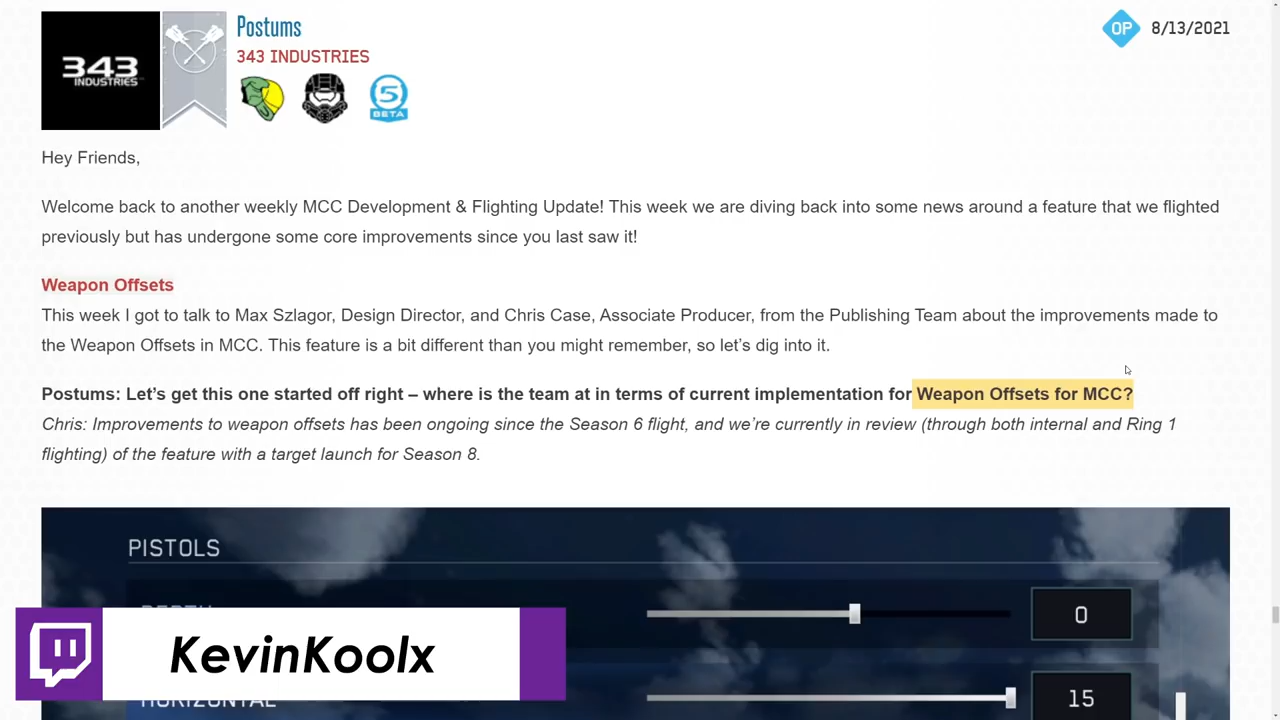 343
INDUSTRIES
Postums
343 INDUSTRIES
5
BETA
OP
8/13/2021
Hey Friends,
Welcome back to another weekly MCC Development & Flighting Update! This week we are diving back into some news around a feature that we flighted
previously but has undergone some core improvements since you last saw it!
Weapon Offsets
This week I got to talk to Max Szlagor, Design Director, and Chris Case, Associate Producer, from the Publishing Team about the improvements made to
the Weapon Offsets in MCC. This feature is a bit different than you might remember, so let's dig into it.
Postums: Let's get this one started off right – where is the team at in terms of current implementation for Weapon Offsets for MCC?
Chris: Improvements to weapon offsets has been ongoing since the Season 6 flight, and we're currently in review (through both internal and Ring 1
flighting) of the feature with a target launch for Season 8.
PISTOLS
DEPTH
0
KevinKoolx
HORIZONTAL
15